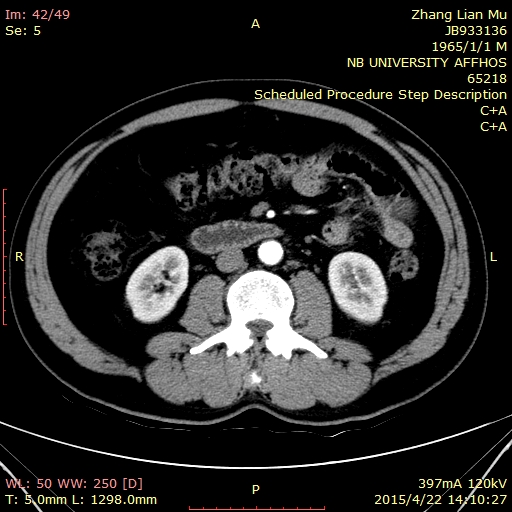 Im: 42/49
Se: 5
A
Zhang Lian Mu
JB933136
1965/1/1 M
NB UNIVERSITY AFFHOS
65218
Scheduled Procedure Step Description
C+A
C+A
R
L
WL: 50 WW: 250 [D]
T: 5.0mm L: 1298.0mm
P
397mA 120kV
2015/4/22 14:10:27